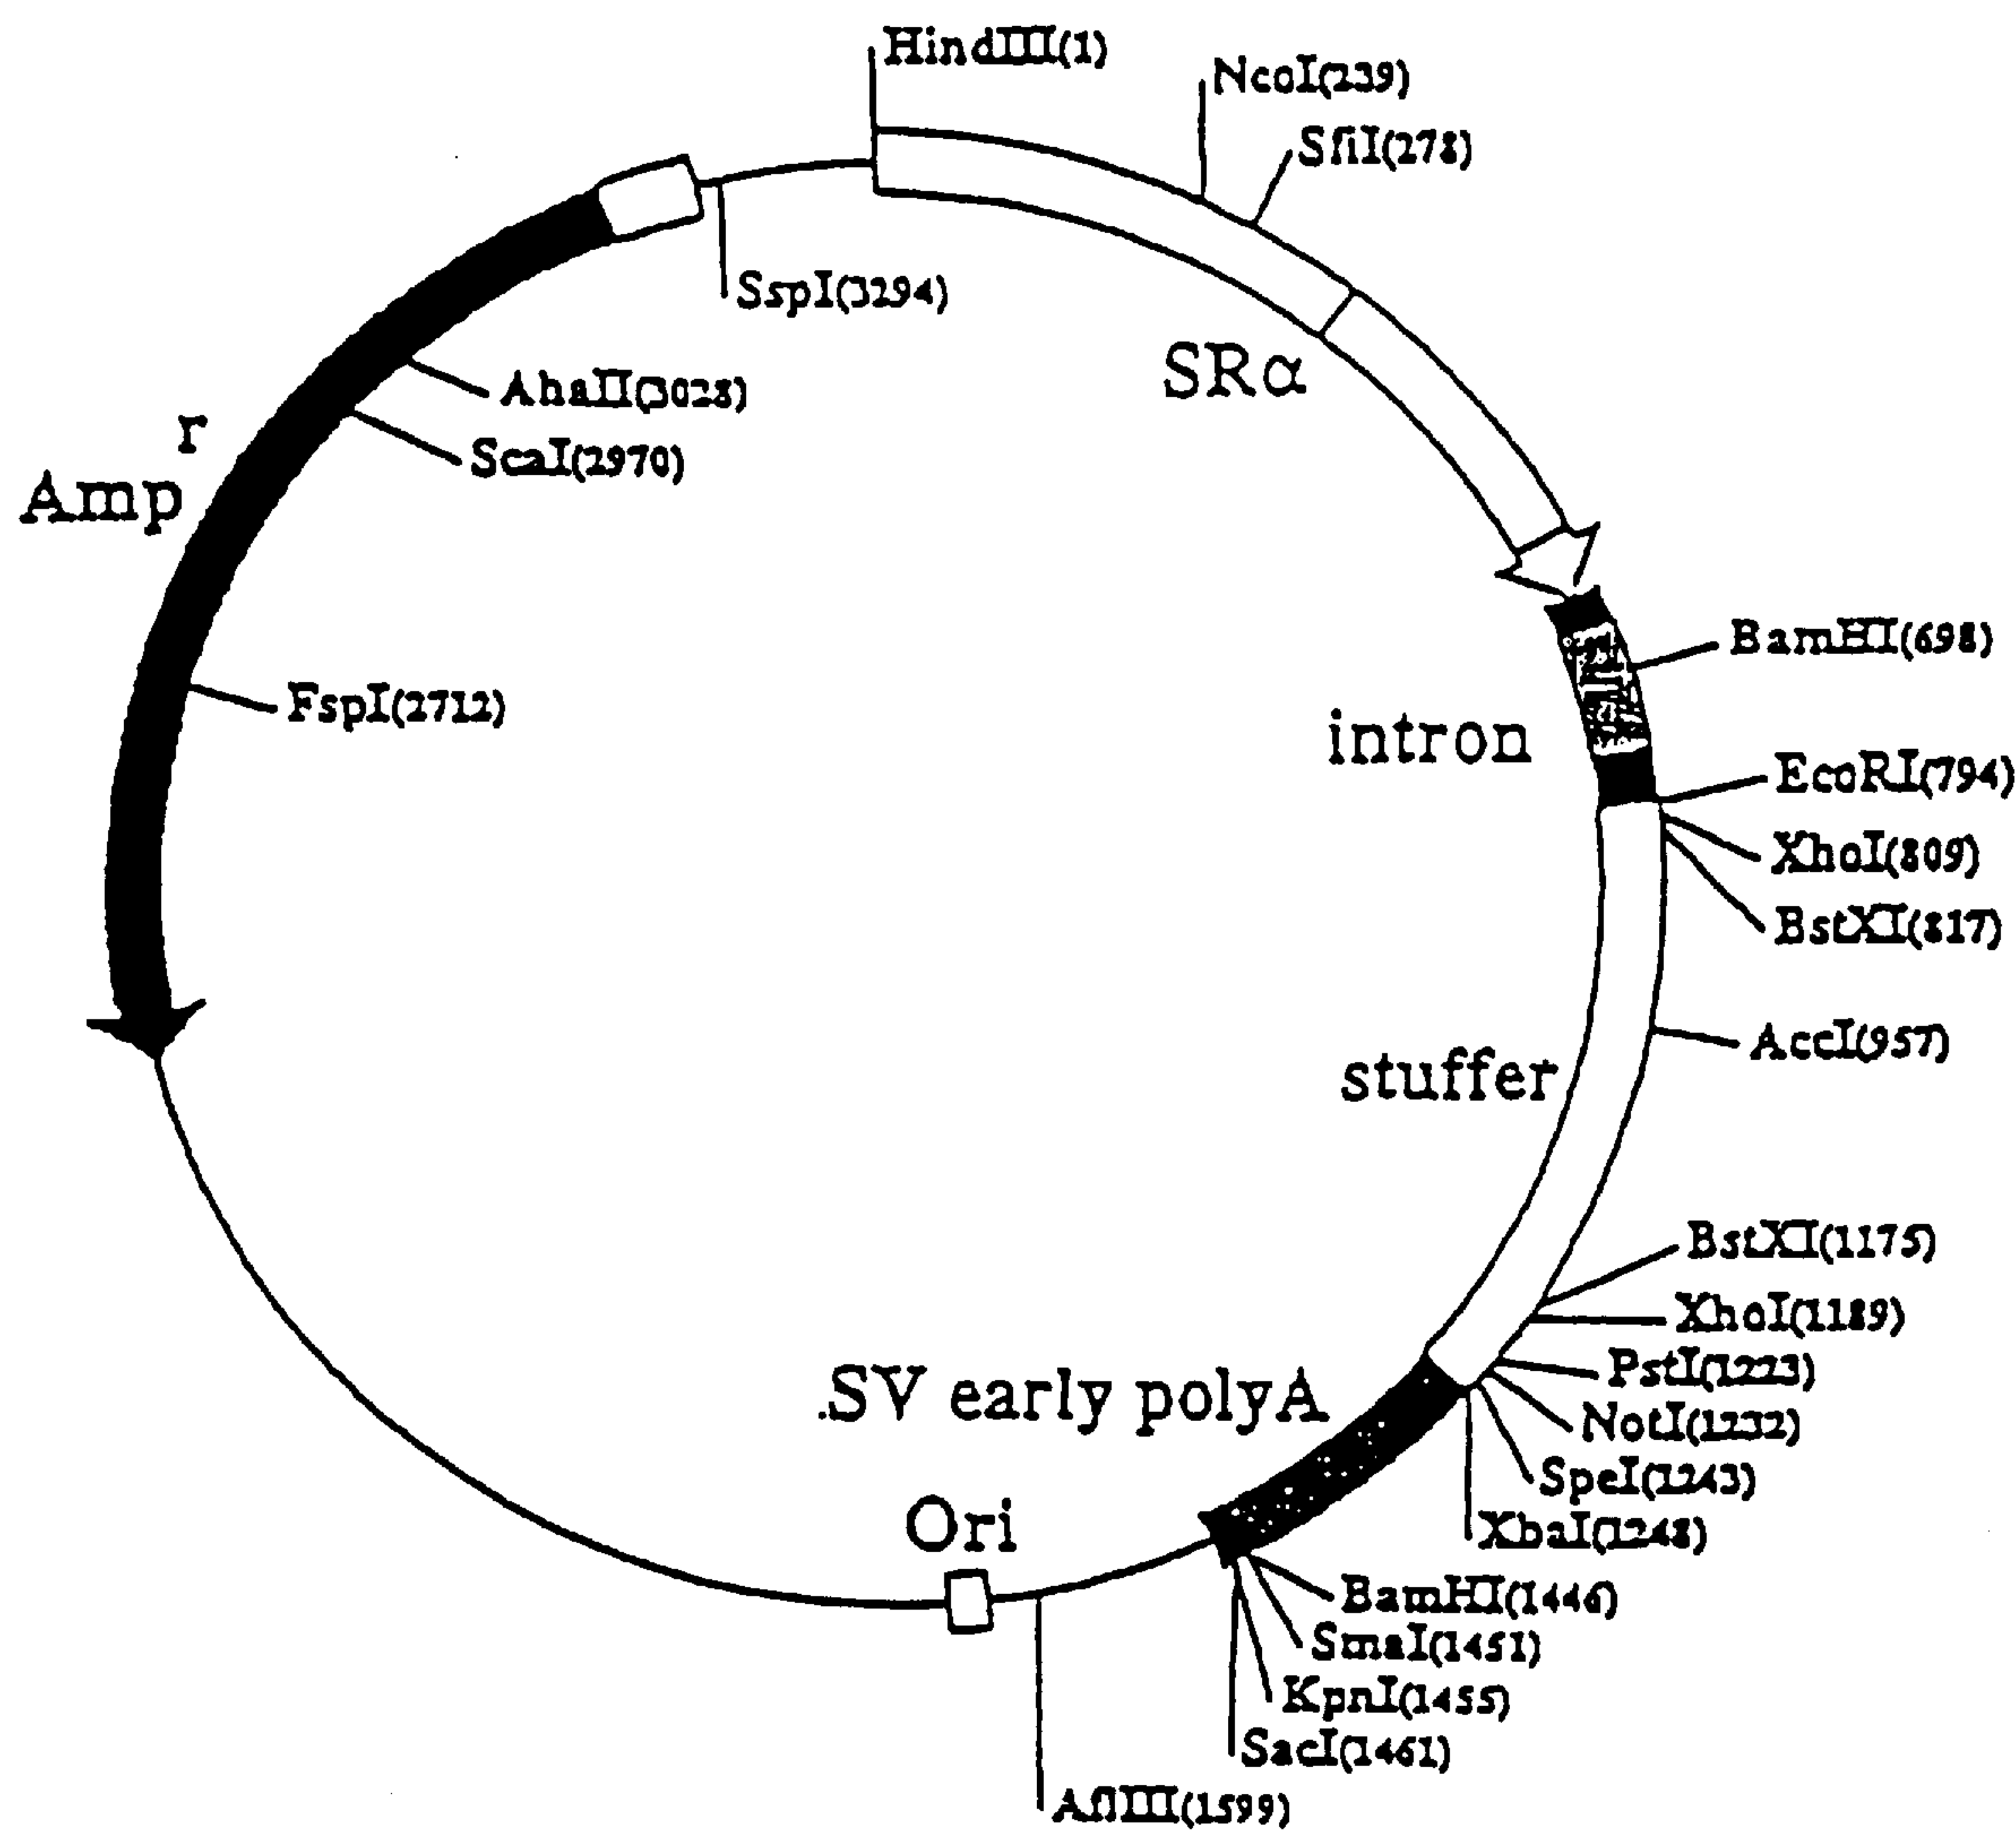 HindIII(1)
NcoI(239)
SfiI(278)
SspI(3294)
SRα
AhaII(3028)
ScaI(2970)
r
Amp
BamHI(698)
FspI(2712)
intron
EcoRI(794)
XhoI(809)
BstXI(817)
AccI(957)
stuffer
BstXI(1175)
XhoI(1189)
PstI(1223)
SV early polyA
NotI(1232)
SpeI(1243)
Ori
XbaI(1248)
BamHI(1446)
SmaI(1451)
KpnI(1455)
SacI(1461)
AflIII(1599)